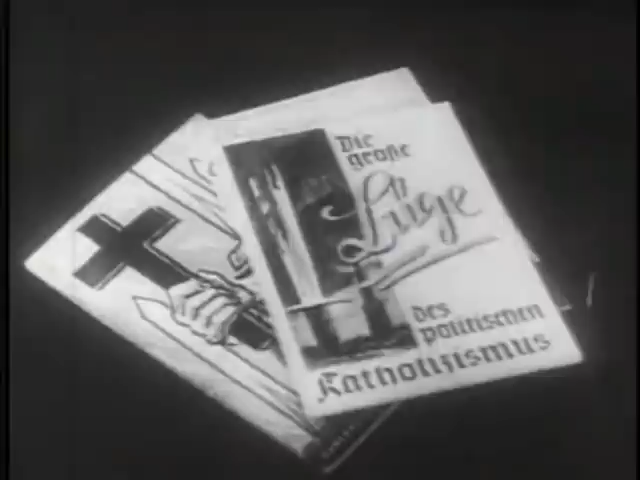 Die
große
Lüge
des
politischen
Katholizismus